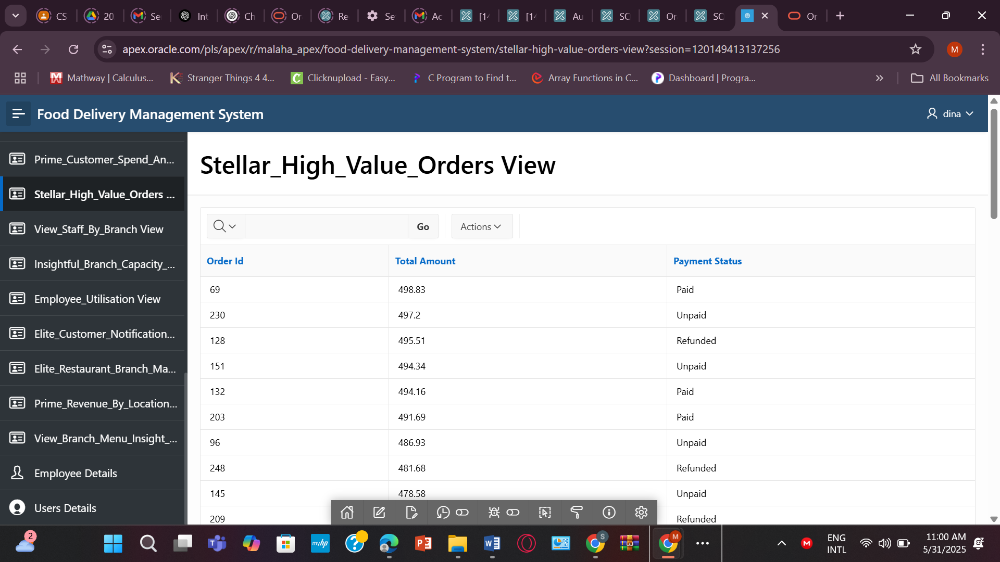 CS
20
Se
Int
Ch
Or
Re
Se
Ac
[14
[14
Au
SC
Or
SC
Or
apex.oracle.com/pls/apex/r/malaha_apex/food-delivery-management-system/stellar-high-value-orders-view?session=120149413137256
M
Mathway | Calculus...
Stranger Things 4 4...
Clicknupload - Easy...
C Program to Find t...
Array Functions in C...
Dashboard | Progra...
All Bookmarks
Food Delivery Management System
dina
Prime_Customer_Spend_An...
Stellar_High_Value_Orders ...
View_Staff_By_Branch View
Insightful_Branch_Capacity_...
Employee_Utilisation View
Elite_Customer_Notification...
Elite_Restaurant_Branch_Ma...
Prime_Revenue_By_Location...
View_Branch_Menu_Insight_...
Employee Details
Users Details
Stellar_High_Value_Orders View
Go
Actions
Order Id Total Amount Payment Status
69 498.83 Paid
230 497.2 Unpaid
128 495.51 Refunded
151 494.34 Unpaid
132 494.16 Paid
203 491.69 Paid
96 486.93 Unpaid
248 481.68 Refunded
145 478.58 Unpaid
209 Refunded
2
myhp
S
M
ENG
INTL
11:00 AM
5/31/2025